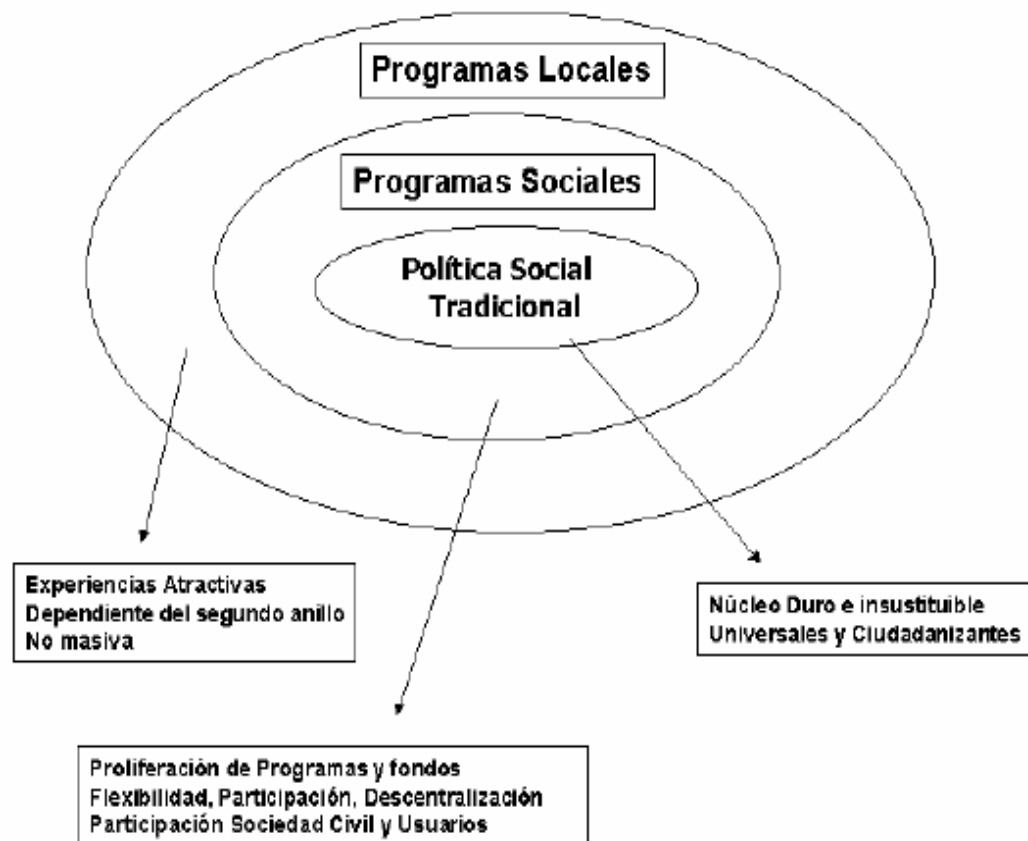 Programas Locales
Programas Sociales
Política Social
Tradicional
Experiencias Atractivas
Dependiente del segundo anillo
No masiva
Núcleo Duro e insustituible
Universales y Ciudadanizantes
Proliferación de Programas y fondos
Flexibilidad, Participación, Descentralización
Participación Sociedad Civil y Usuarios